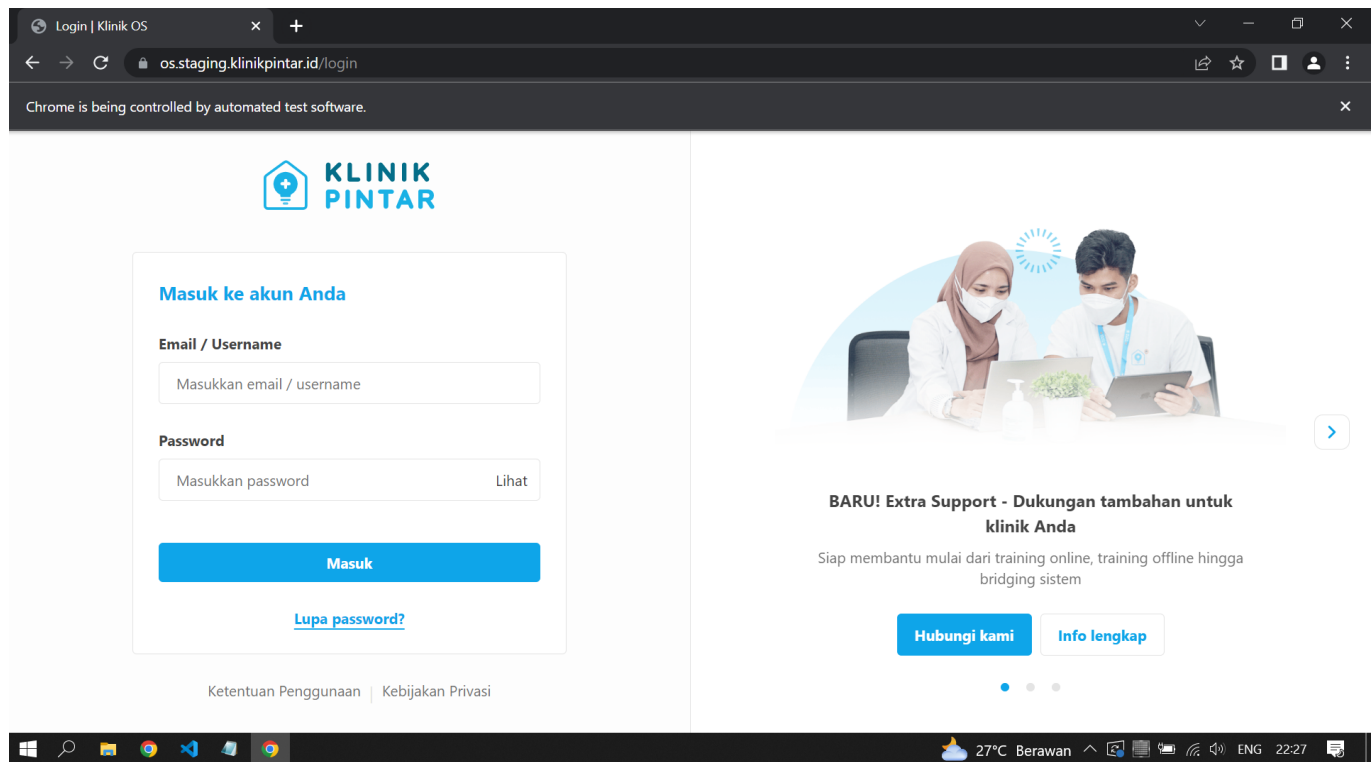 Login | Klinik OS
os.staging.klinikpintar.id/login
Chrome is being controlled by automated test software.
KLINIK
PINTAR
Masuk ke akun Anda
Email / Username
Masukkan email / username
Password
Masukkan password
Lihat
Masuk
Lupa password?
Ketentuan Penggunaan | Kebijakan Privasi
BARU! Extra Support - Dukungan tambahan untuk
klinik Anda
Siap membantu mulai dari training online, training offline hingga
bridging sistem
Hubungi kami
Info lengkap
27°C Berawan
ENG
22:27